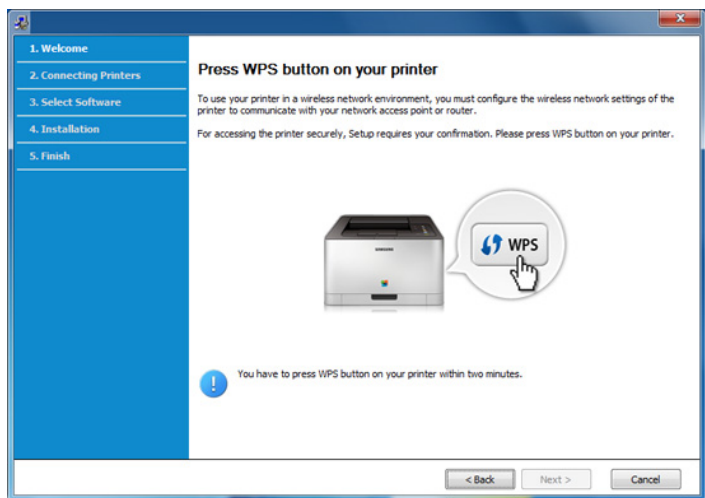 1. Welcome
2. Connecting Printers
3. Select Software
4. Installation
5. Finish
Press WPS button on your printer
To use your printer in a wireless network environment, you must configure the wireless network settings of the
printer to communicate with your network access point or router.
For accessing the printer securely, Setup requires your confirmation. Please press WPS button on your printer.
SAMSUNG
WPS
You have to press WPS button on your printer within two minutes.
< Back
Next >
Cancel